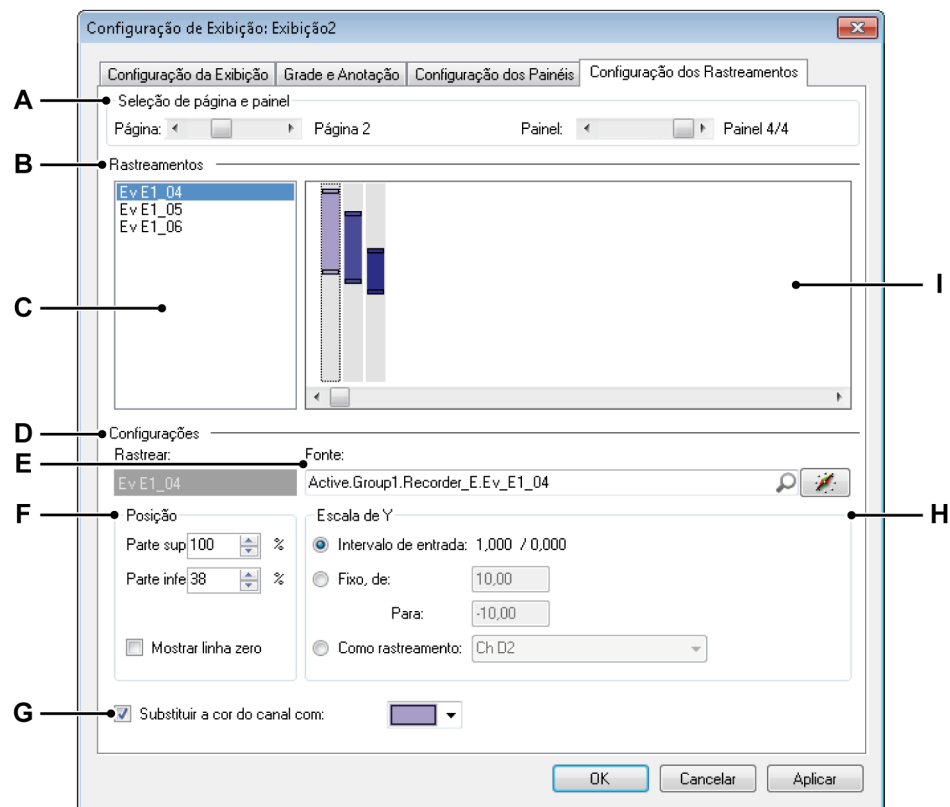 Configuração de Exibição: Exibição2
Configuração da Exibição
Grade e Anotação
Configuração dos Painéis
Configuração dos Rastreamentos
A
Seleção de página e painel
Página:
Página 2
Painel:
Painel 4/4
B
Rastreamentos
Ev E1_04
Ev E1_05
Ev E1_06
C
I
D
Configurações
Rastrear:
E
Fonte:
Ev E1_04
Active.Group1.Recorder_E.Ev_E1_04
F
Posição
Escala de Y
H
Parte sup 100 %
Intervalo de entrada: 1,000 / 0,000
Parte infe 38 %
Fixo, de: 10,00
Para: -10,00
Mostrar linha zero
Como rastreamento: Ch D2
G
Substituir a cor do canal com:
OK
Cancelar
Aplicar